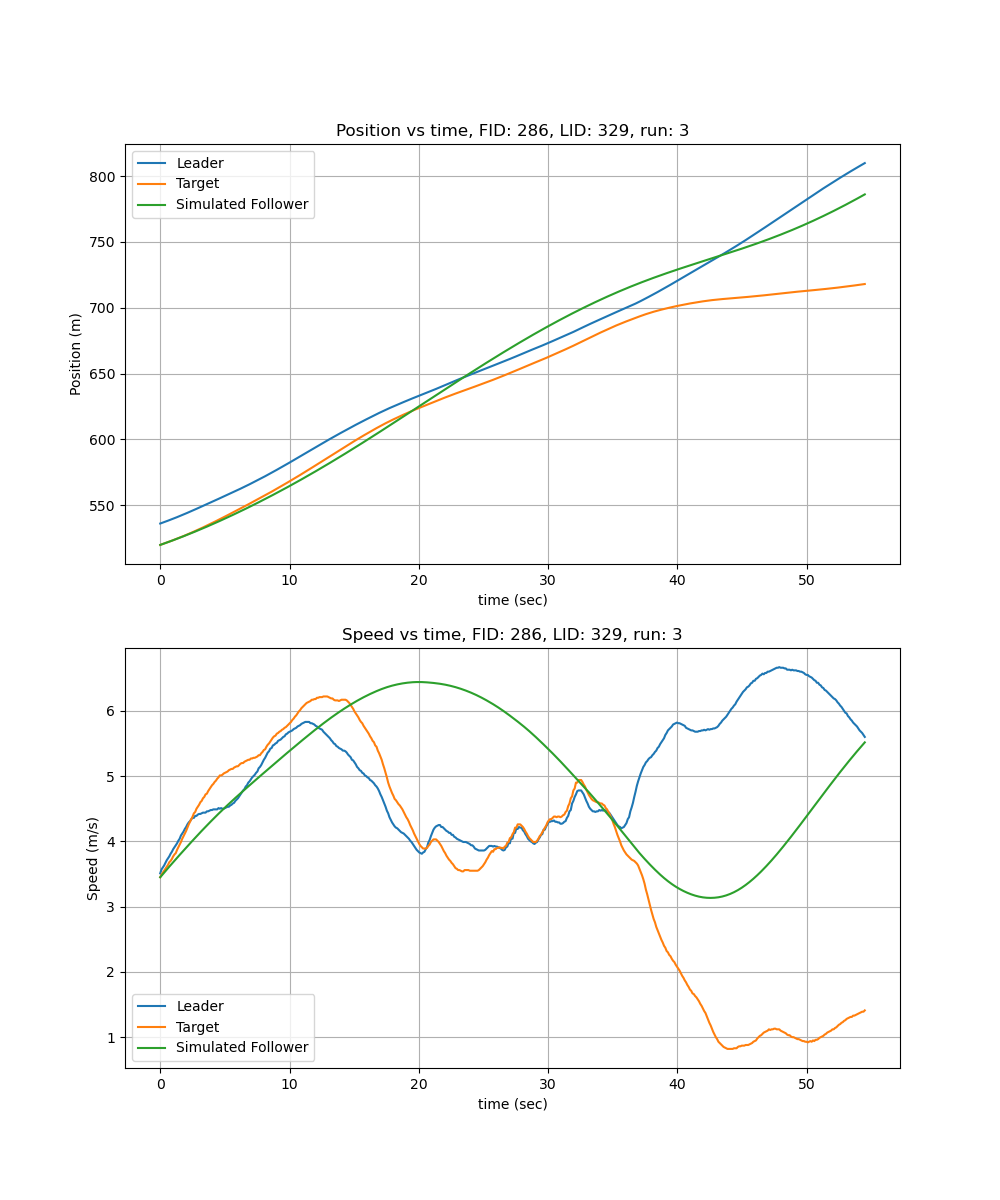 Position vs time, FID: 286, LID: 329, run: 3
Leader
Target
Simulated Follower
800
750
700
650
600
550
Position (m)
0 10 20 30 40 50
time (sec)
Speed vs time, FID: 286, LID: 329, run: 3
6
5
4
3
2
1
Speed (m/s)
Leader
Target
Simulated Follower
0 10 20 30 40 50
time (sec)